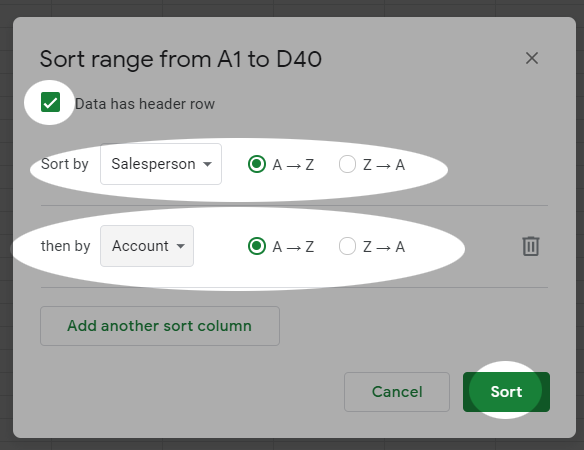 Sort range from A1 to D40
Data has header row
Sort by Salesperson A → Z Z → A
then by Account A → Z Z → A
Add another sort column
Cancel Sort